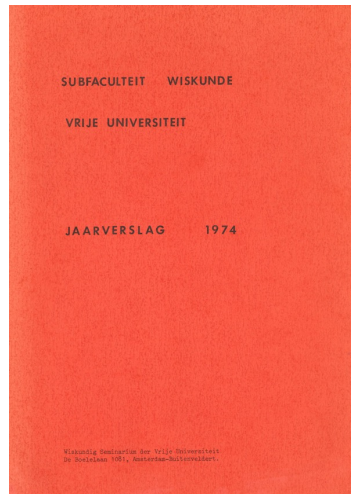 SUBFACULTEIT WISKUNDE
VRIJE UNIVERSITEIT
JAARVERSLAG 1974
Wiskundig Seminarium der Vrije Universiteit
De Boelelaan 1081, Amsterdam-Buitenveldert.